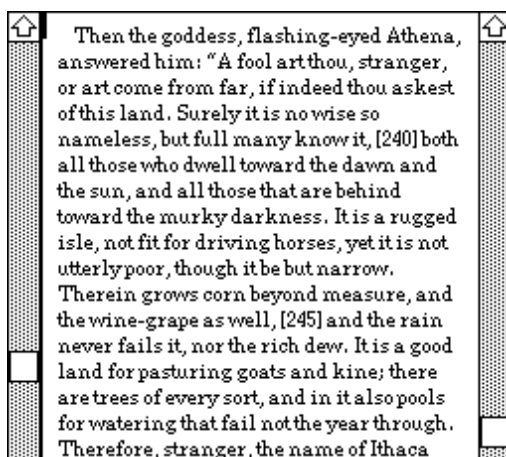 Then the goddess, flashing-eyed Athena,
answered him: “A fool art thou, stranger,
or art come from far, if indeed thou askest
of this land. Surely it is no wise so
nameless, but full many know it, [240] both
all those who dwell toward the dawn and
the sun, and all those that are behind
toward the murky darkness. It is a rugged
isle, not fit for driving horses, yet it is not
utterly poor, though it be but narrow.
Therein grows corn beyond measure, and
the wine-grape as well, [245] and the rain
never fails it, nor the rich dew. It is a good
land for pasturing goats and kine; there
are trees of every sort, and in it also pools
for watering that fail not the year through.
Therefore, stranger, the name of Ithaca